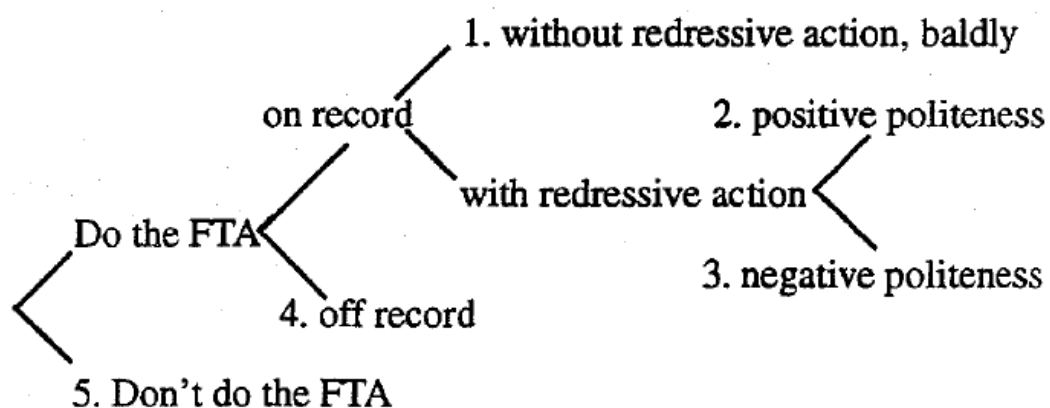 1. without redressive action, baldly
on record
2. positive politeness
with redressive action
Do the FTA
3. negative politeness
4. off record
5. Don't do the FTA